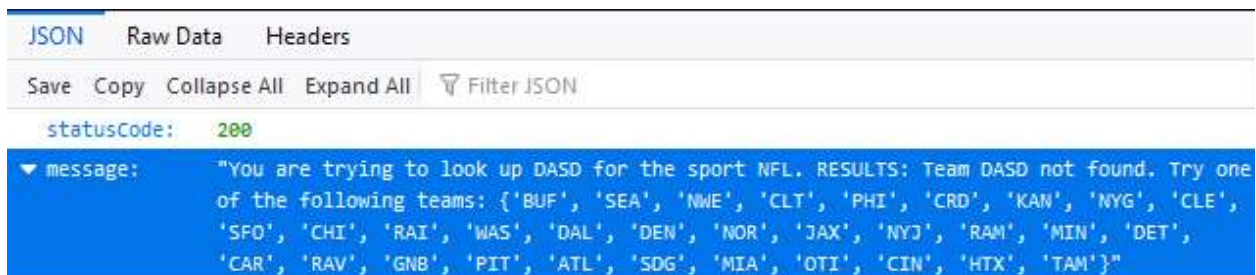 JSON Raw Data Headers
Save Copy Collapse All Expand All Filter JSON
statusCode: 200
message: "You are trying to look up DASD for the sport NFL. RESULTS: Team DASD not found. Try one
of the following teams: {'BUF', 'SEA', 'NWE', 'CLT', 'PHI', 'CRD', 'KAN', 'NYG', 'CLE',
'SFO', 'CHI', 'RAI', 'WAS', 'DAL', 'DEN', 'NOR', 'JAX', 'NYJ', 'RAM', 'MIN', 'DET',
'CAR', 'RAV', 'GNB', 'PIT', 'ATL', 'SDG', 'MIA', 'OTI', 'CIN', 'HTX', 'TAM'}"